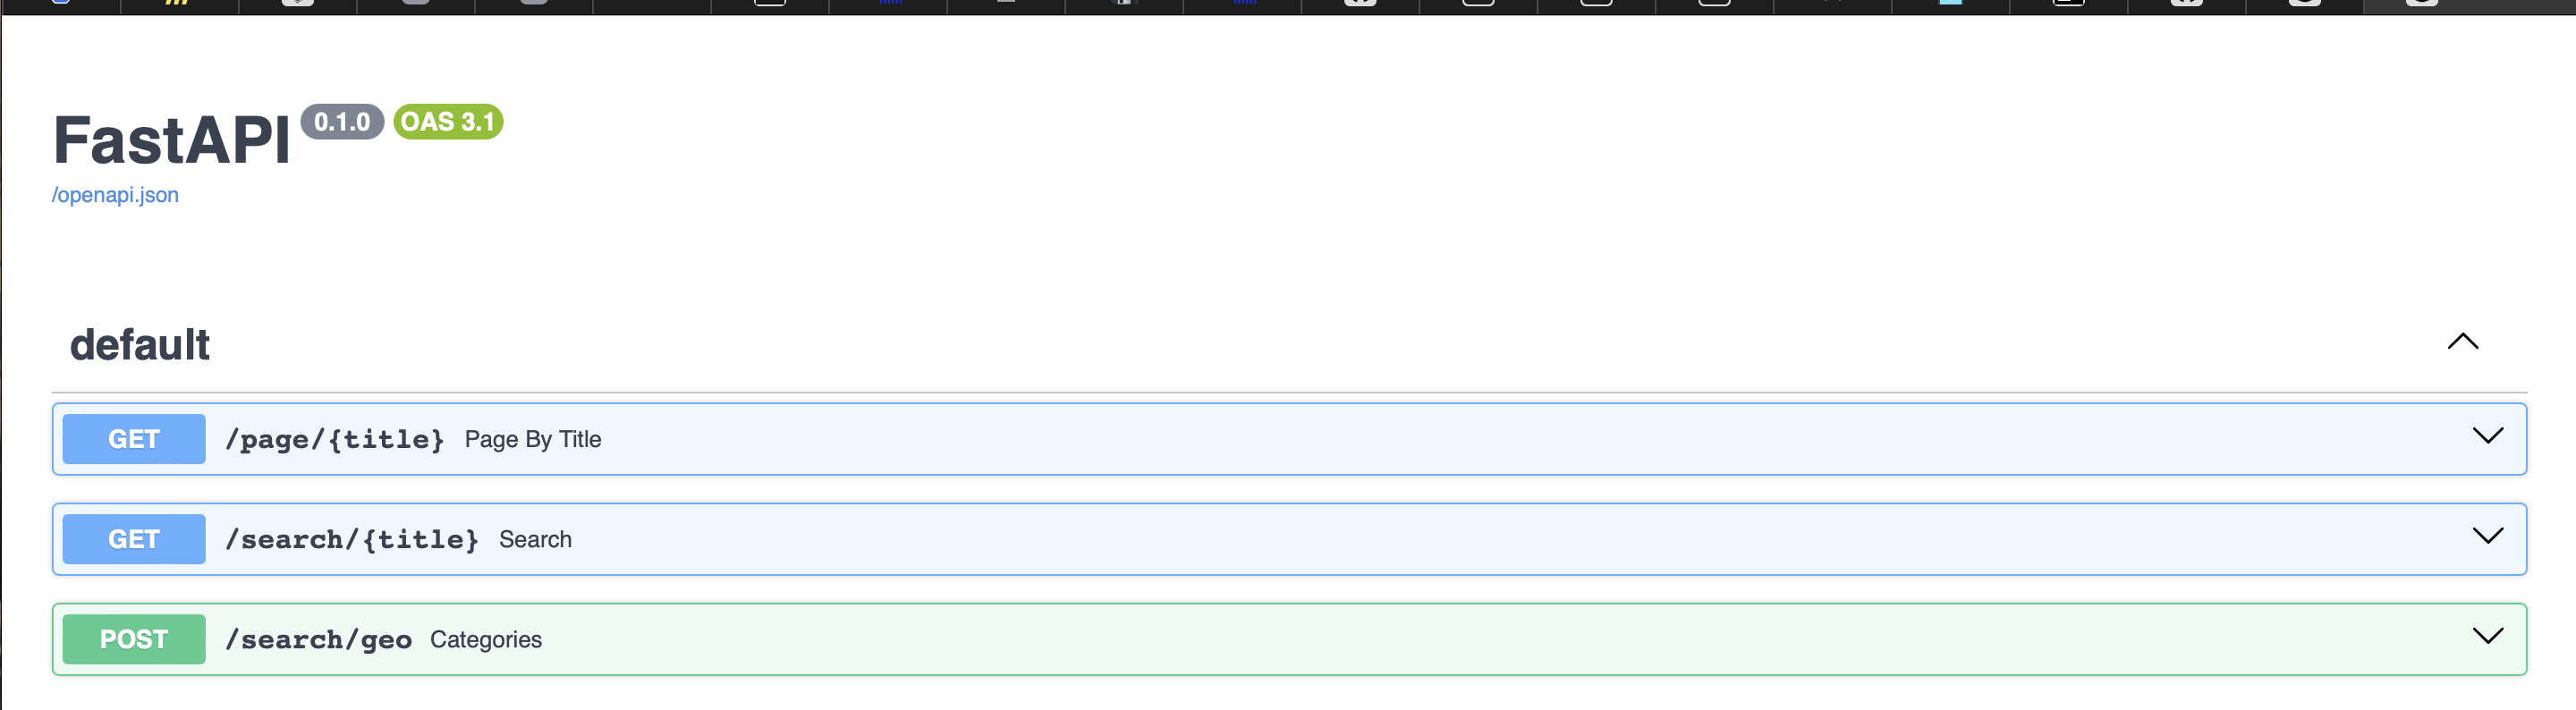 FastAPI 0.1.0 OAS 3.1
/openapi.json
default
GET /page/{title} Page By Title
GET /search/{title} Search
POST /search/geo Categories